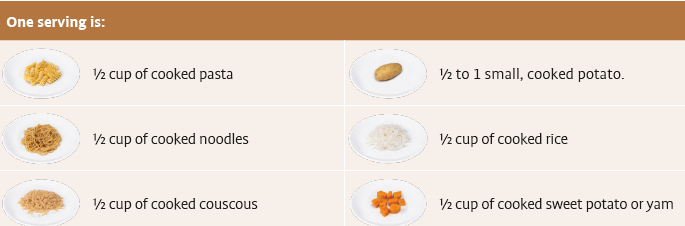 One serving is:
½ cup of cooked pasta
½ to 1 small, cooked potato.
½ cup of cooked noodles
½ cup of cooked rice
½ cup of cooked couscous
½ cup of cooked sweet potato or yam